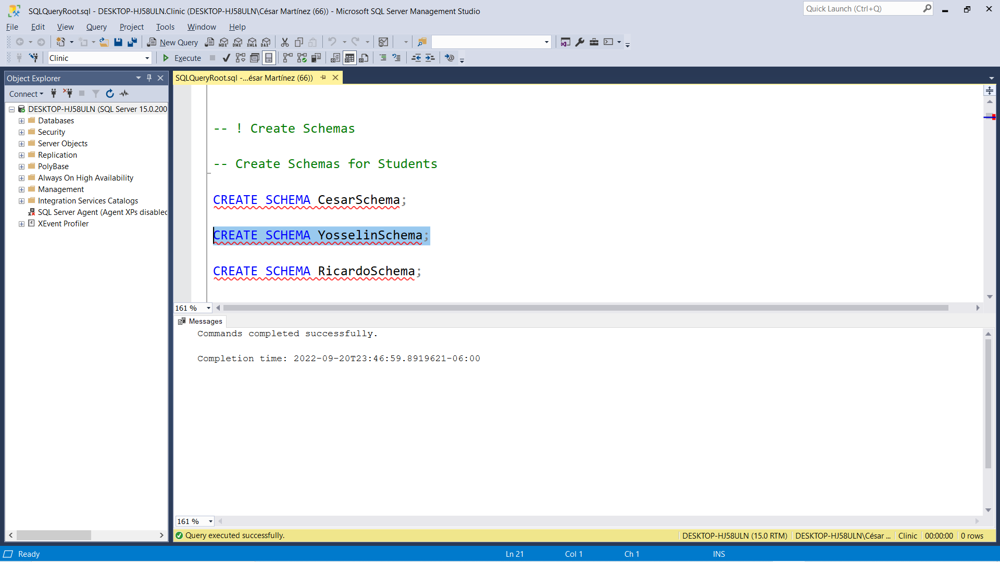 SQLQueryRoot.sql - DESKTOP-HJ58ULN.Clinic (DESKTOP-HJ58ULN\César Martínez (66)) - Microsoft SQL Server Management Studio
Quick Launch (Ctrl+Q)
File Edit View Query Project Tools Window Help
New Query
MDX DMX XMLA DAX
Clinic
Execute
Object Explorer
SQLQueryRoot.sql -...ésar Martínez (66))
Connect
DESKTOP-HJ58ULN (SQL Server 15.0.200
Databases
Security
Server Objects
Replication
PolyBase
Always On High Availability
Management
Integration Services Catalogs
SQL Server Agent (Agent XPs disabled
XEvent Profiler
-- ! Create Schemas
-- Create Schemas for Students
CREATE SCHEMA CesarSchema;
CREATE SCHEMA YosselinSchema;
CREATE SCHEMA RicardoSchema;
161 %
Messages
Commands completed successfully.
Completion time: 2022-09-20T23:46:59.8919621-06:00
161 %
Query executed successfully.
DESKTOP-HJ58ULN (15.0 RTM)
DESKTOP-HJ58ULN\César ...
Clinic
00:00:00
0 rows
Ready
Ln 21
Col 1
Ch 1
INS